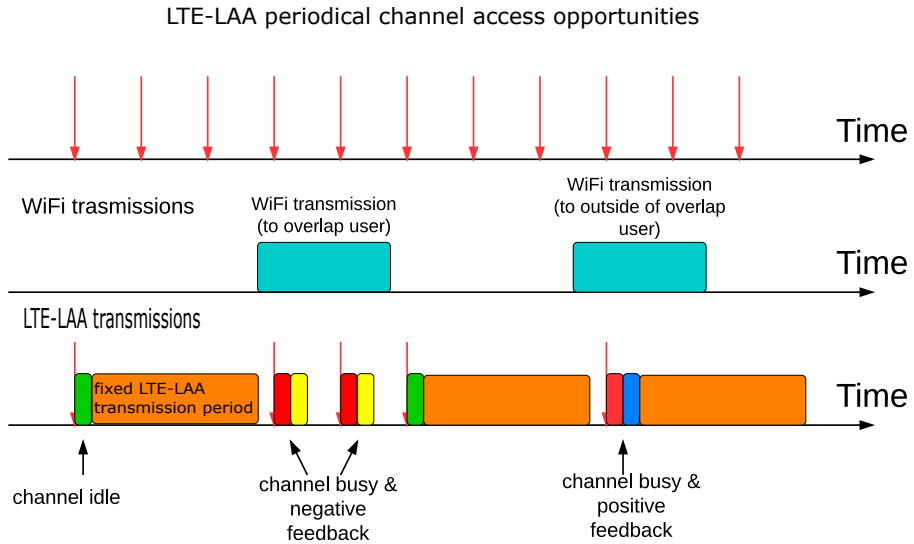 LTE-LAA periodical channel access opportunities
Time
WiFi trasmissions
WiFi transmission
(to overlap user)
WiFi transmission
(to outside of overlap
user)
Time
LTE-LAA transmissions
fixed LTE-LAA
transmission period
Time
channel idle
channel busy &
negative
feedback
channel busy &
positive
feedback